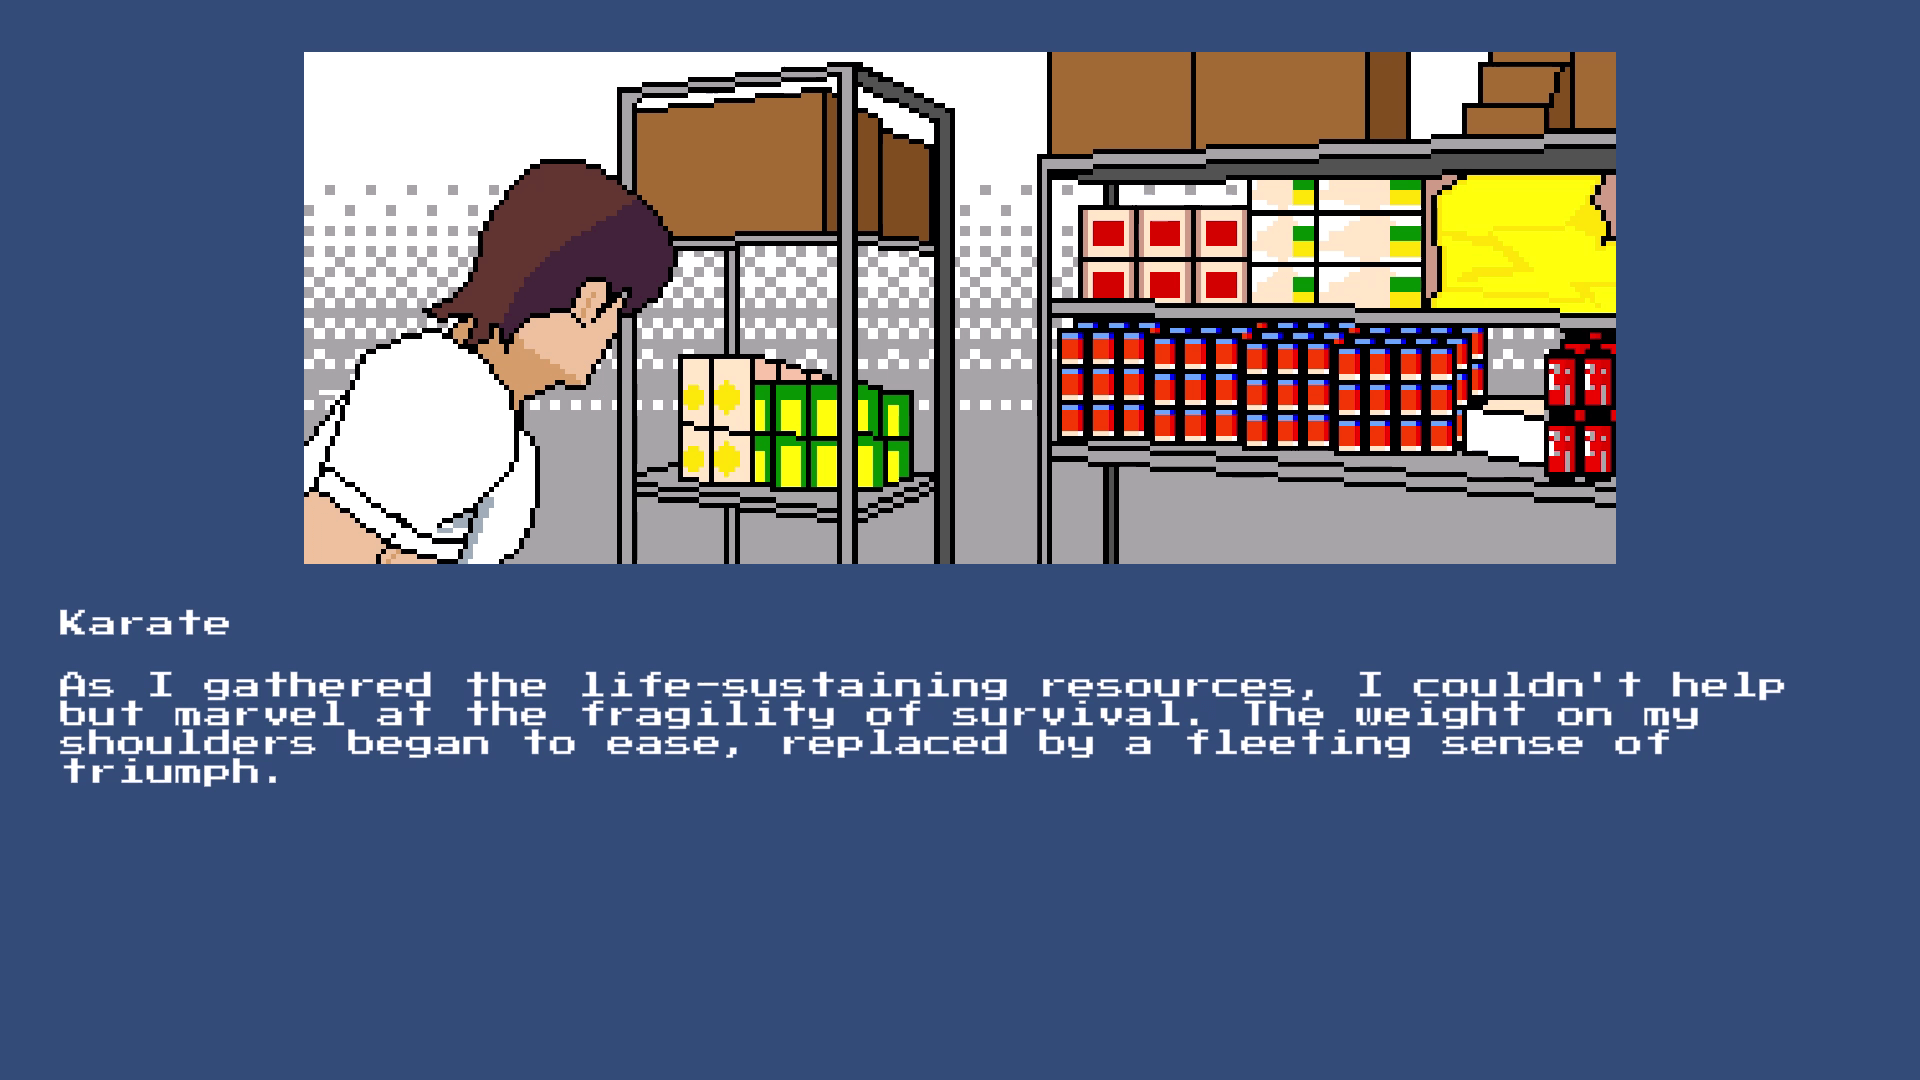 Karate
As I gathered the life-sustaining resources, I couldn't help
but marvel at the fragility of survival. The weight on my
shoulders began to ease, replaced by a fleeting sense of
triumph.